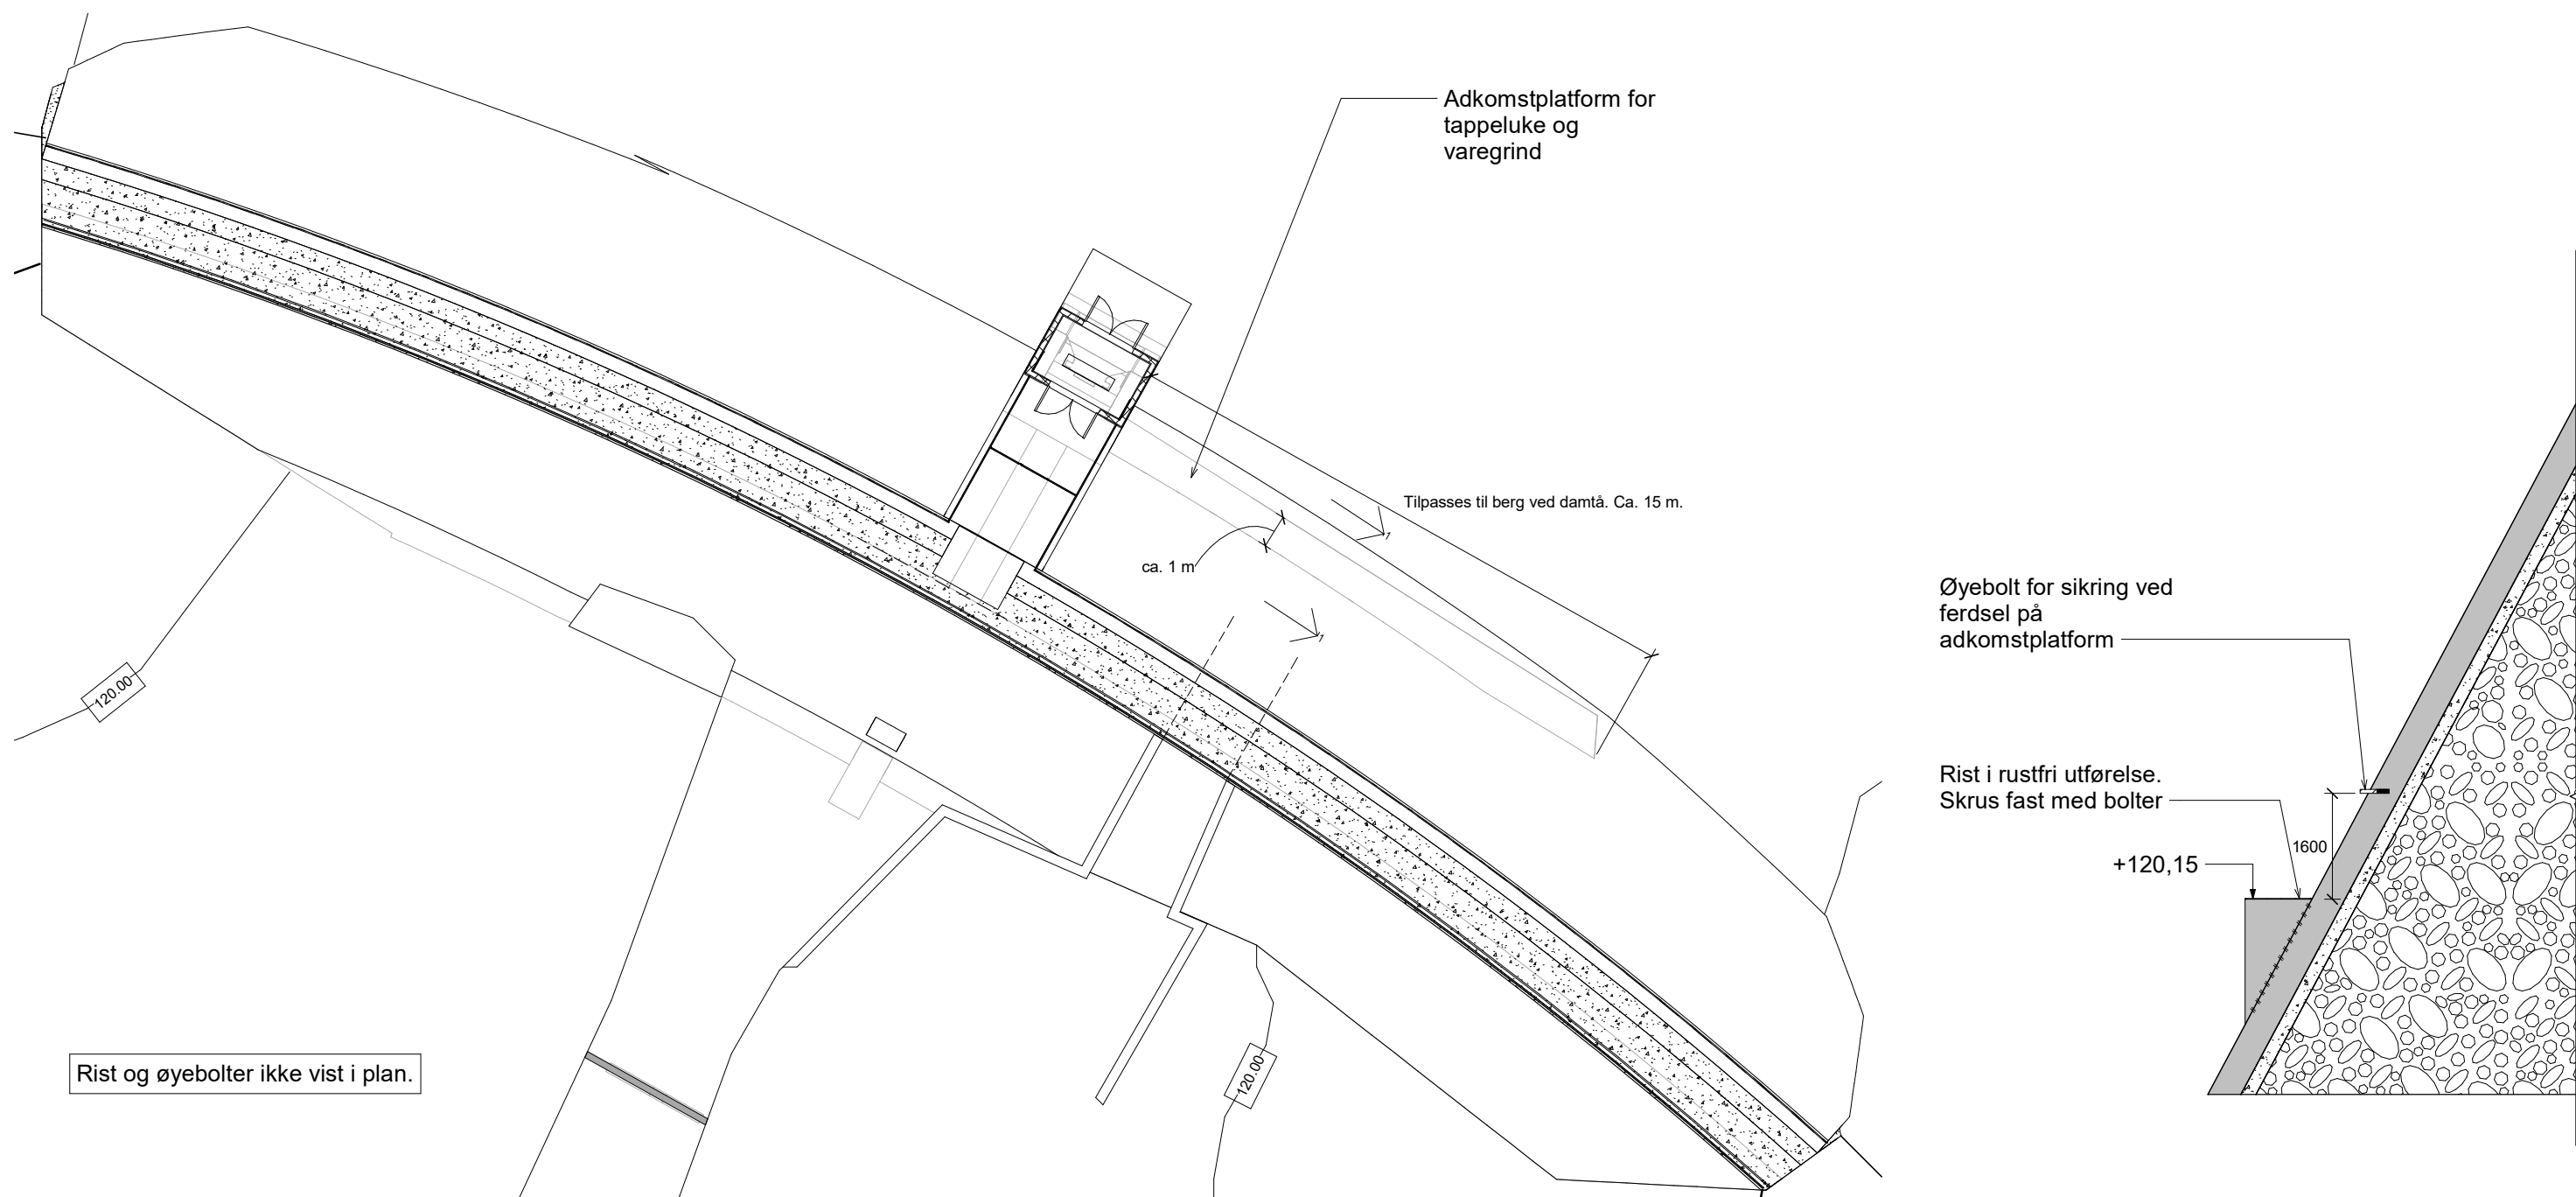 Adkomstplatform for
tappeluke og
varegrind
Tilpasses til berg ved damtå. Ca. 15 m.
1
ca. 1 m
1
120.00
120.00
Rist og øyebolter ikke vist i plan.
Øyebolt for sikring ved
ferdsel på
adkomstplatform
Rist i rustfri utførelse.
Skrus fast med bolter
1600
+120,15